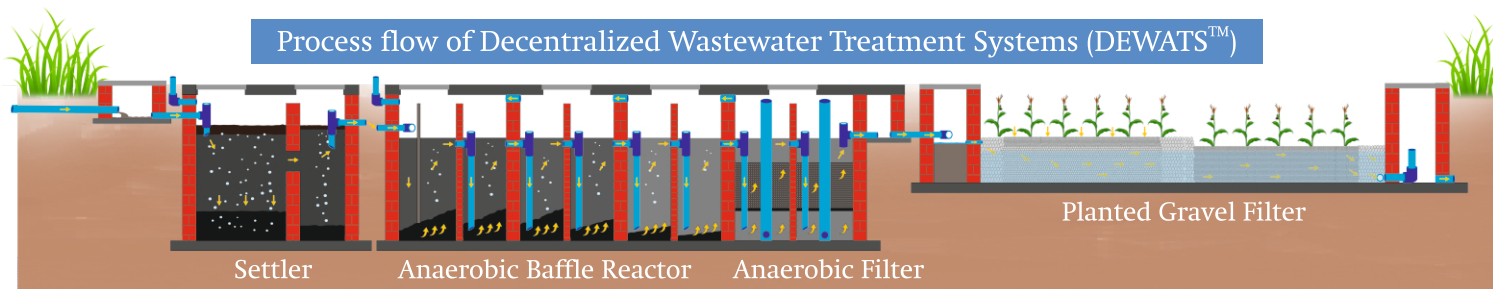 Process flow of Decentralized Wastewater Treatment Systems (DEWATS™)
Planted Gravel Filter
Settler
Anaerobic Baffle Reactor
Anaerobic Filter